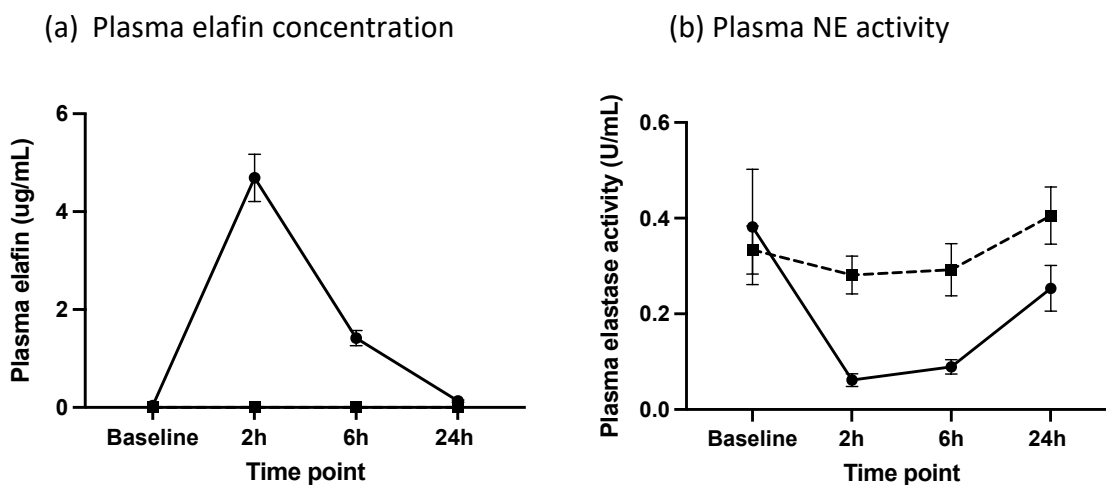 (a) Plasma elafin concentration
(b) Plasma NE activity
Plasma elafin (ug/mL)
6
4
2
0
Baseline 2h 6h 24h
Time point
Plasma elastase activity (U/mL)
0.6
0.4
0.2
0.0
Baseline 2h 6h 24h
Time point